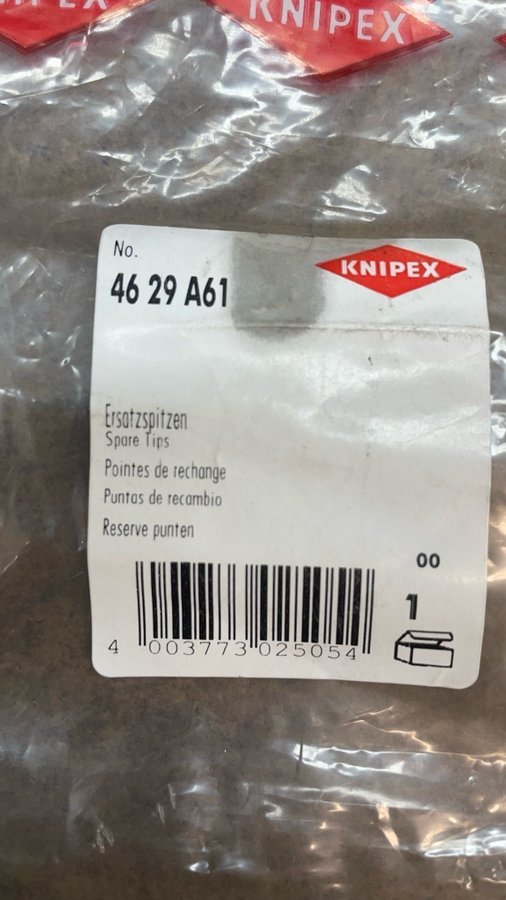 KNIPEX
No.
KNIPEX
46 29 A61
Ersatzspitzen
Spare Tips
Pointes de rechange
Puntas de recambio
Reserve punten
00
1
4 003773 025054